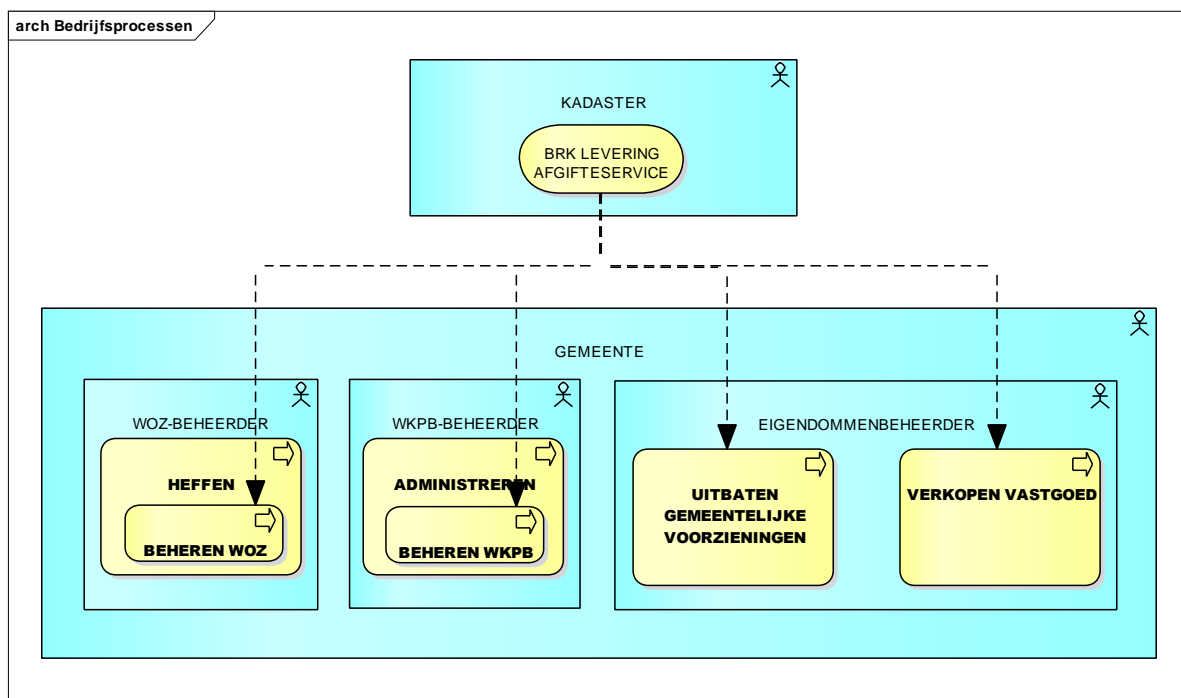 arch Bedrijfsprocessen
KADASTER
BRK LEVERING
AFGIFTESERVICE
GEMEENTE
WOZ-BEHEERDER
HEFFEN
BEHEREN WOZ
WKPB-BEHEERDER
ADMINISTREREN
BEHEREN WKPB
EIGENDOMMENBEHEERDER
UITBATEN
GEMEENTELIJKE
VOORZIENINGEN
VERKOPEN VASTGOED